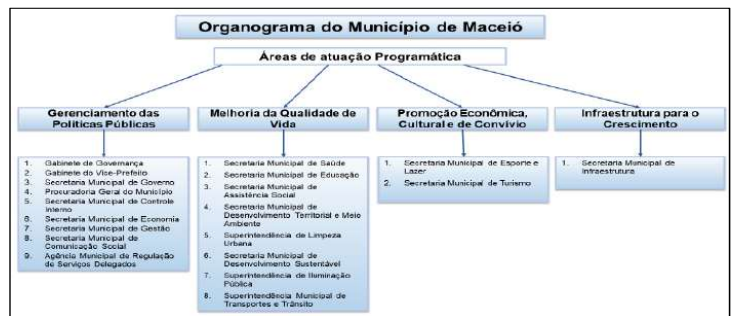 Organograma do Município de Maceió
Áreas de atuação Programática
Gerenciamento das
Políticas Públicas
1. Gabinete de Governança
2. Gabinete do Vice-Prefeito
3. Secretaria Municipal de Governo
4. Procuradoria Geral do Município
5. Secretaria Municipal de Controle
Interno
6. Secretaria Municipal de Economia
7. Secretaria Municipal de Gestão
8. Secretaria Municipal de
Comunicação Social
9. Agência Municipal de Regulação
de Serviços Delegados
Melhoria da Qualidade de
Vida
1. Secretaria Municipal de Saúde
2. Secretaria Municipal de Educação
3. Secretaria Municipal de
Assistência Social
4. Secretaria Municipal de
Desenvolvimento Territorial e Meio
Ambiente
5. Superintendência de Limpeza
Urbana
6. Secretaria Municipal de
Desenvolvimento Sustentável
7. Superintendência de Iluminação
Pública
8. Superintendência Municipal de
Transportes e Trânsito
Promoção Econômica,
Cultural e de Convívio
1. Secretaria Municipal de Esporte e
Lazer
2. Secretaria Municipal de Turismo
Infraestrutura para o
Crescimento
1. Secretaria Municipal de
Infraestrutura